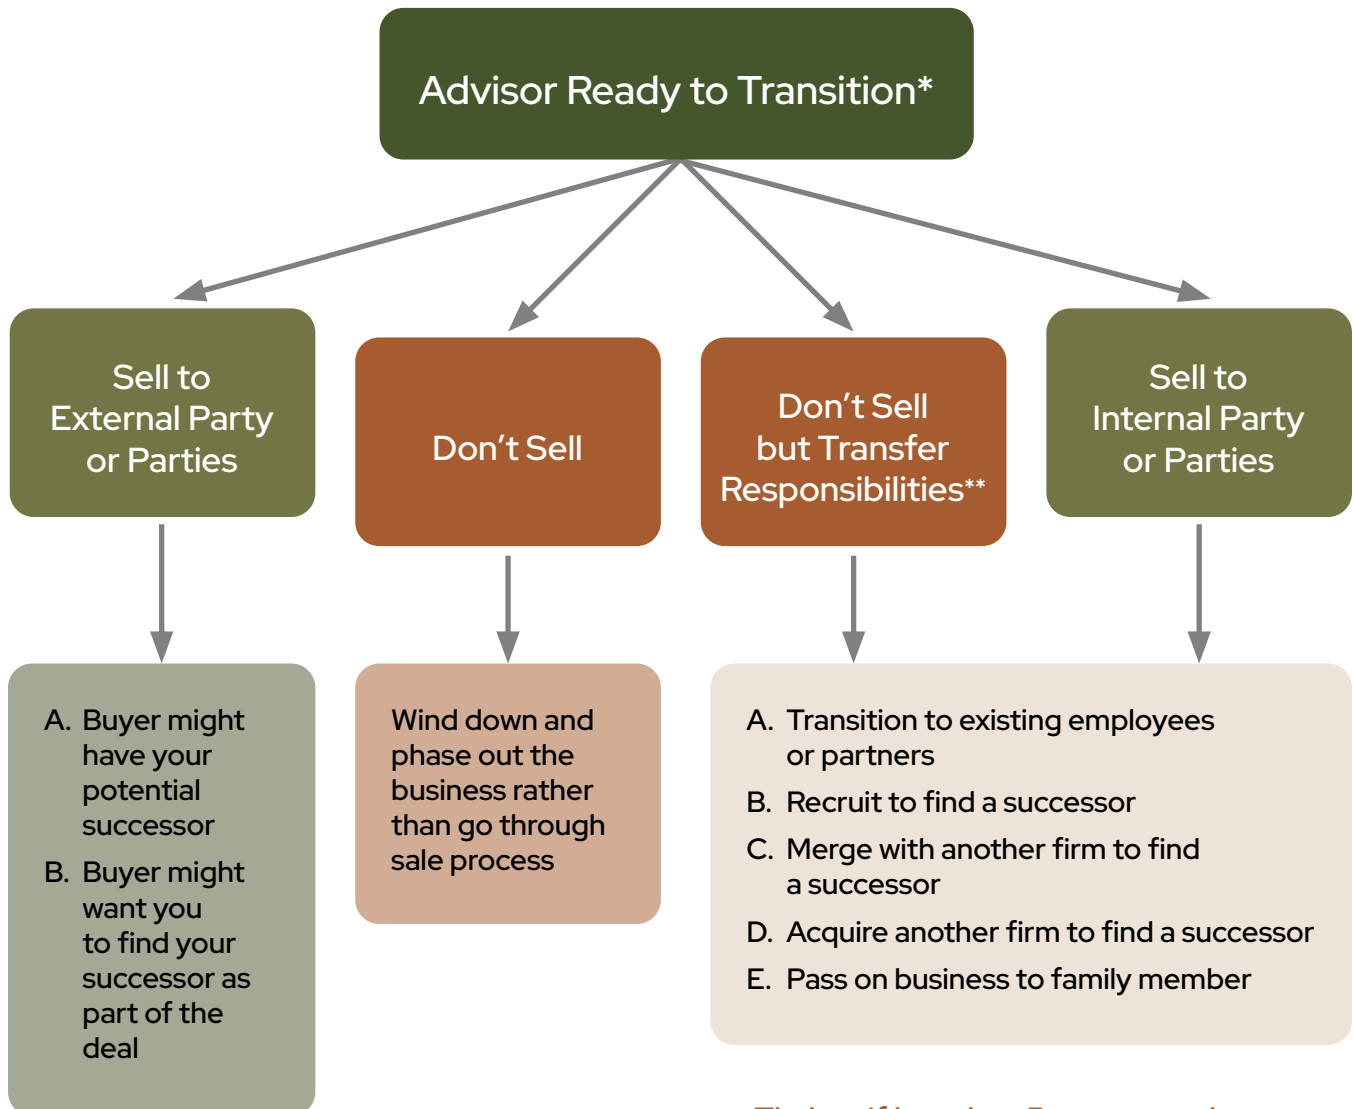 Advisor Ready to Transition*
Sell to
External Party
or Parties
Don’t Sell
Don’t Sell
but Transfer
Responsibilities**
Sell to
Internal Party
or Parties
A. Buyer might
have your
potential
successor
B. Buyer might
want you
to find your
successor as
part of the
deal
Wind down and
phase out the
business rather
than go through
sale process
A. Transition to existing employees
or partners
B. Recruit to find a successor
C. Merge with another firm to find
a successor
D. Acquire another firm to find a successor
E. Pass on business to family member